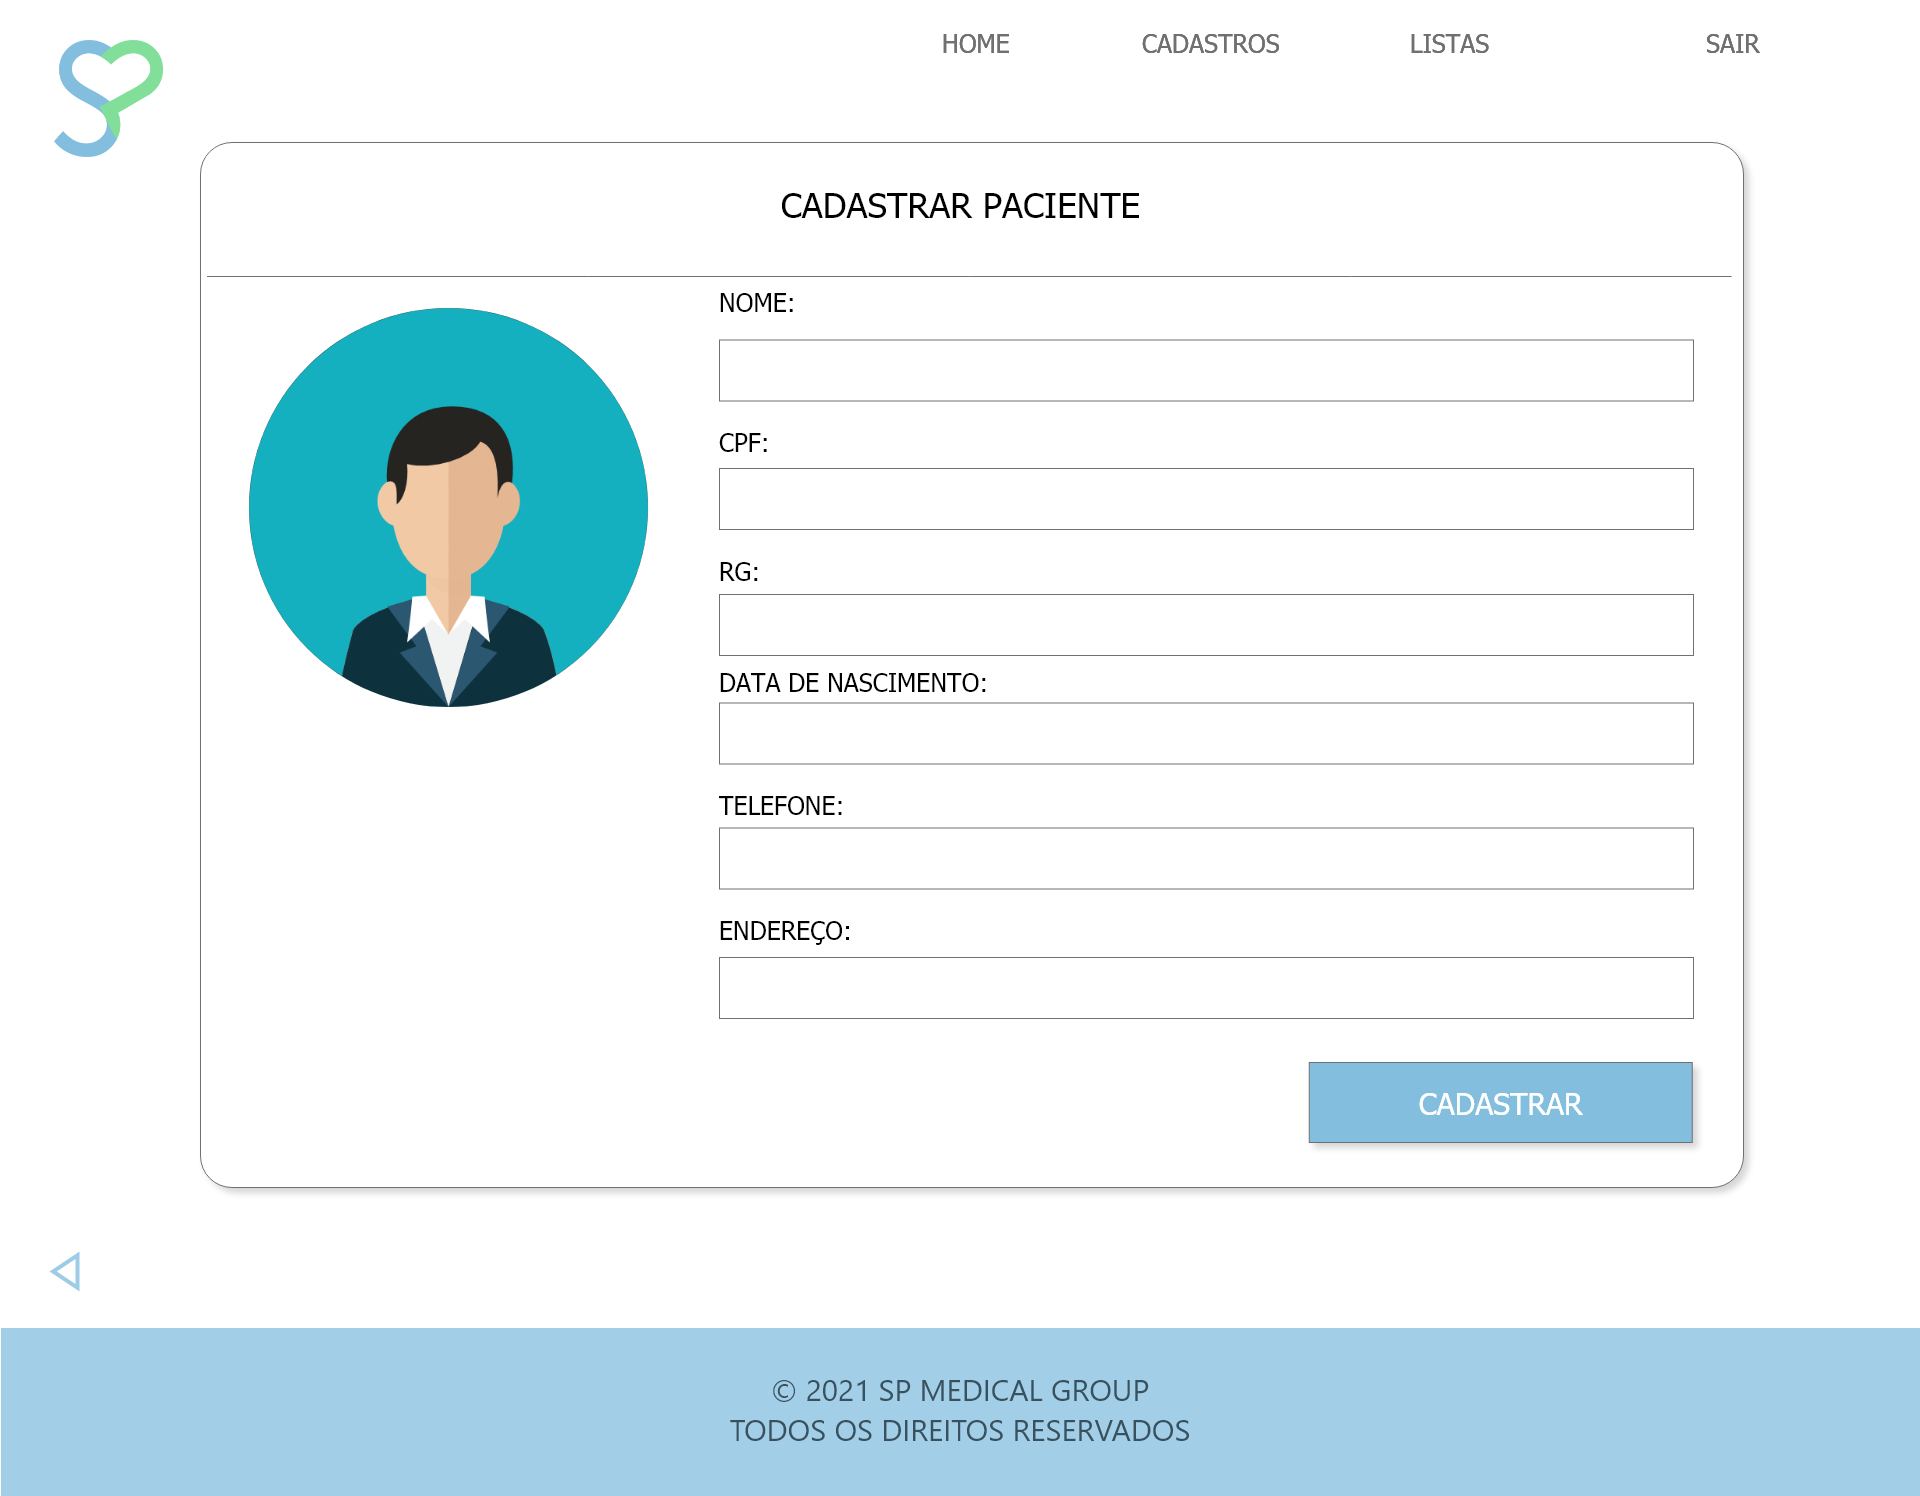 HOME
CADASTROS
LISTAS
SAIR
CADASTRAR PACIENTE
NOME:
CPF:
RG:
DATA DE NASCIMENTO:
TELEFONE:
ENDEREÇO:
CADASTRAR
© 2021 SP MEDICAL GROUP
TODOS OS DIREITOS RESERVADOS